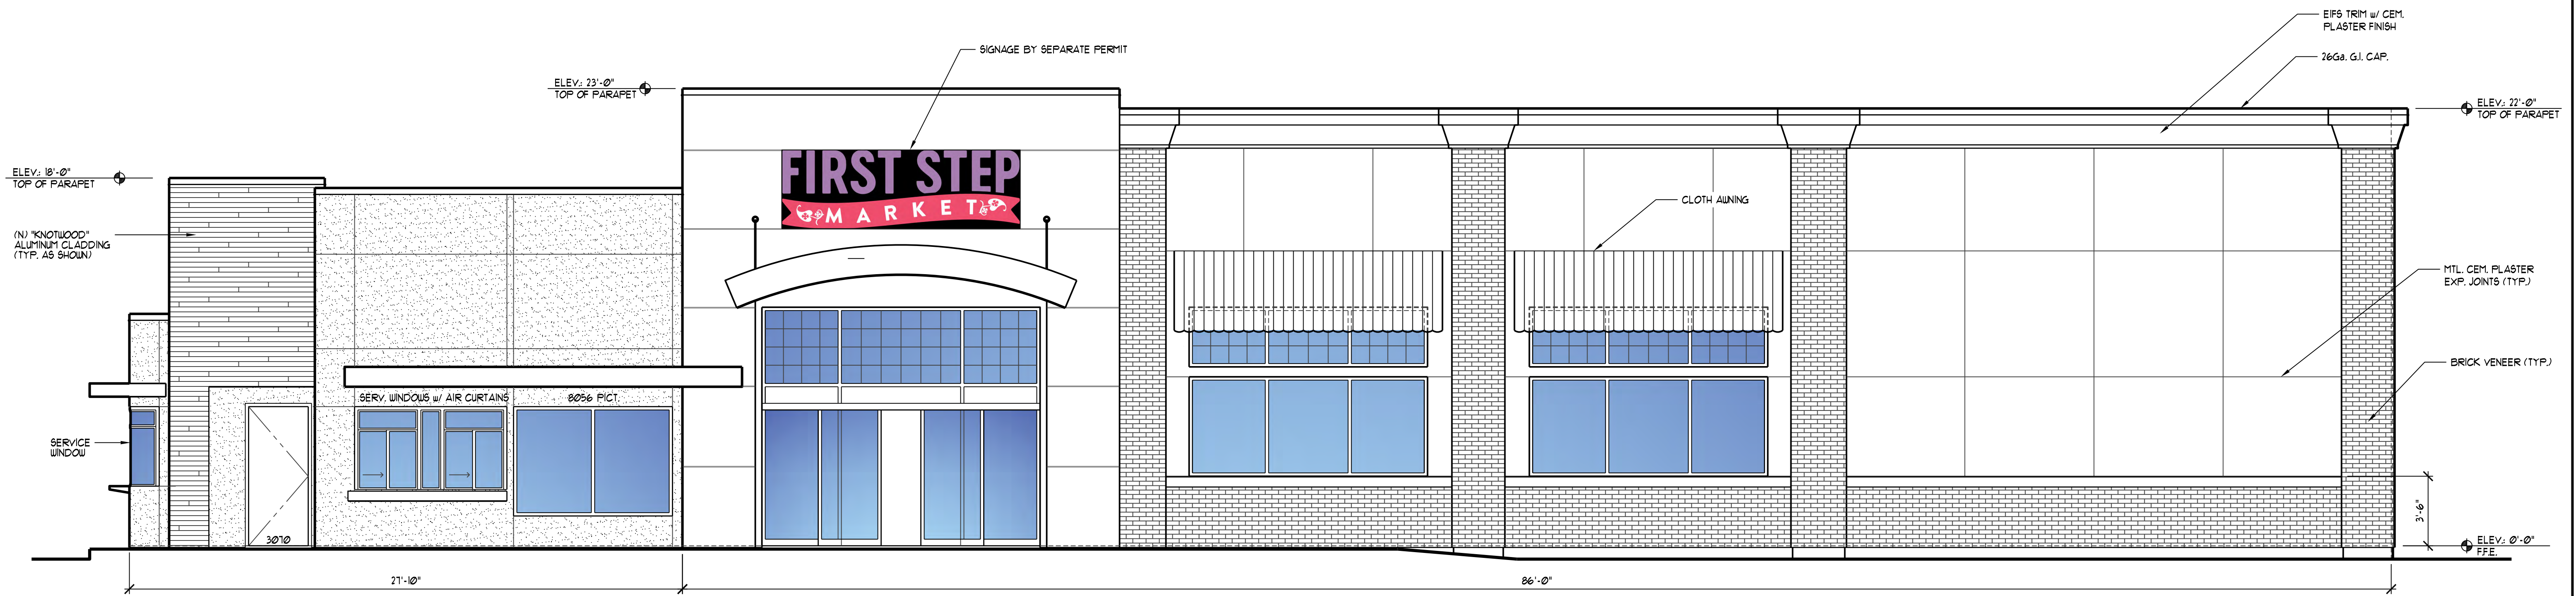 EIFS TRIM w/ CEM.
PLASTER FINISH
SIGNAGE BY SEPARATE PERMIT
26Ga. G.I. CAP.
ELEV.: 23'-0"
TOP OF PARAPET
ELEV.: 22'-0"
TOP OF PARAPET
FIRST STEP
MARKET
ELEV.: 18'-0"
TOP OF PARAPET
CLOTH AWNING
(N) "KNOTWOOD"
ALUMINUM CLADDING
(TYP. AS SHOWN)
MTL. CEM. PLASTER
EXP. JOINTS (TYP.)
BRICK VENEER (TYP.)
SERV. WINDOWS w/ AIR CURTAINS
8056 PICT.
SERVICE
WINDOW
3'-6"
3070
ELEV.: 0'-0"
F.F.E.
27'-10"
86'-0"